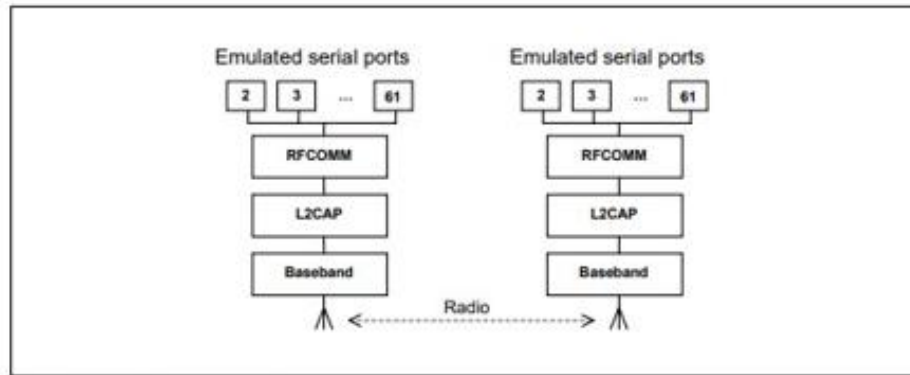 Emulated serial ports Emulated serial ports
2 3 ... 61 2 3 ... 61
RFCOMM RFCOMM
L2CAP L2CAP
Baseband Baseband
Radio